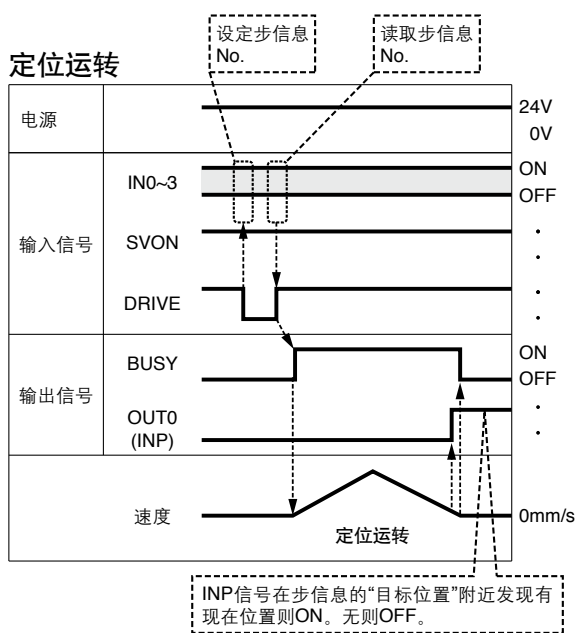 设定步信息
No.
读取步信息
No.
定位运转
电源
24V
0V
输入信号
IN0~3
ON
OFF
SVON
DRIVE
输出信号
BUSY
ON
OFF
OUT0
(INP)
速度
0mm/s
定位运转
INP信号在步信息的“目标位置”附近发现有
现在位置则ON。无则OFF。